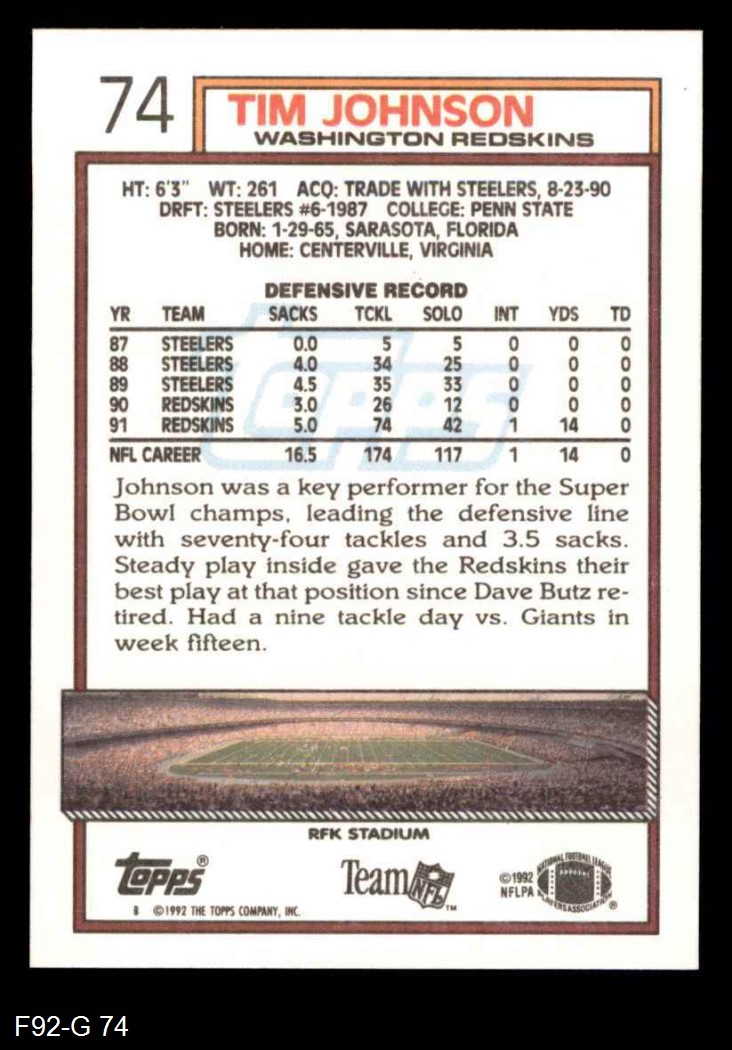 74
TIM JOHNSON
WASHINGTON REDSKINS
HT: 6'3" WT: 261 ACQ: TRADE WITH STEELERS, 8-23-90
DRFT: STEELERS #6-1987 COLLEGE: PENN STATE
BORN: 1-29-65, SARASOTA, FLORIDA
HOME: CENTERVILLE, VIRGINIA
DEFENSIVE RECORD
YR TEAM SACKS TCKL SOLO INT YDS TD
87 STEELERS 0.0 5 5 0 0 0
88 STEELERS 4.0 34 25 0 0 0
89 STEELERS 4.5 35 33 0 0 0
90 REDSKINS 3.0 26 12 0 0 0
91 REDSKINS 5.0 74 42 1 14 0
NFL CAREER 16.5 174 117 1 14 0
TOPPS
Johnson was a key performer for the Super
Bowl champs, leading the defensive line
with seventy-four tackles and 3.5 sacks.
Steady play inside gave the Redskins their
best play at that position since Dave Butz re-
tired. Had a nine tackle day vs. Giants in
week fifteen.
RFK STADIUM
TOPPS®
B ©1992 THE TOPPS COMPANY, INC.
Team NFL™
©1992
NFLPA
NATIONAL FOOTBALL LEAGUE
PLAYERS ASSOCIATION®
F92-G 74